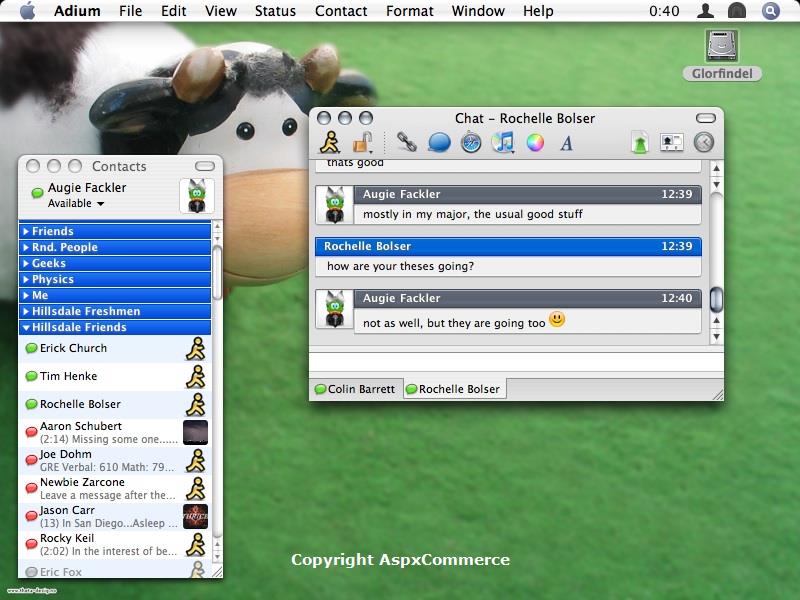 Adium File Edit View Status Contact Format Window Help 0:40
Glorfindel
Contacts
Augie Fackler
Available
Friends
Rnd. People
Geeks
Physics
Me
Hillsdale Freshmen
Hillsdale Friends
Erick Church
Tim Henke
Rochelle Bolser
Aaron Schubert
(2:14) Missing some one......
Joe Dohm
GRE Verbal: 610 Math: 79...
Newbie Zarcone
Leave a message after the...
Jason Carr
(13) In San Diego...Asleep ...
Rocky Keil
(2:02) In the interest of be...
Eric Fox
Chat – Rochelle Bolser
thats good
Augie Fackler 12:39
mostly in my major, the usual good stuff
Rochelle Bolser 12:39
how are your theses going?
Augie Fackler 12:40
not as well, but they are going too
Colin Barrett Rochelle Bolser
Copyright AspxCommerce